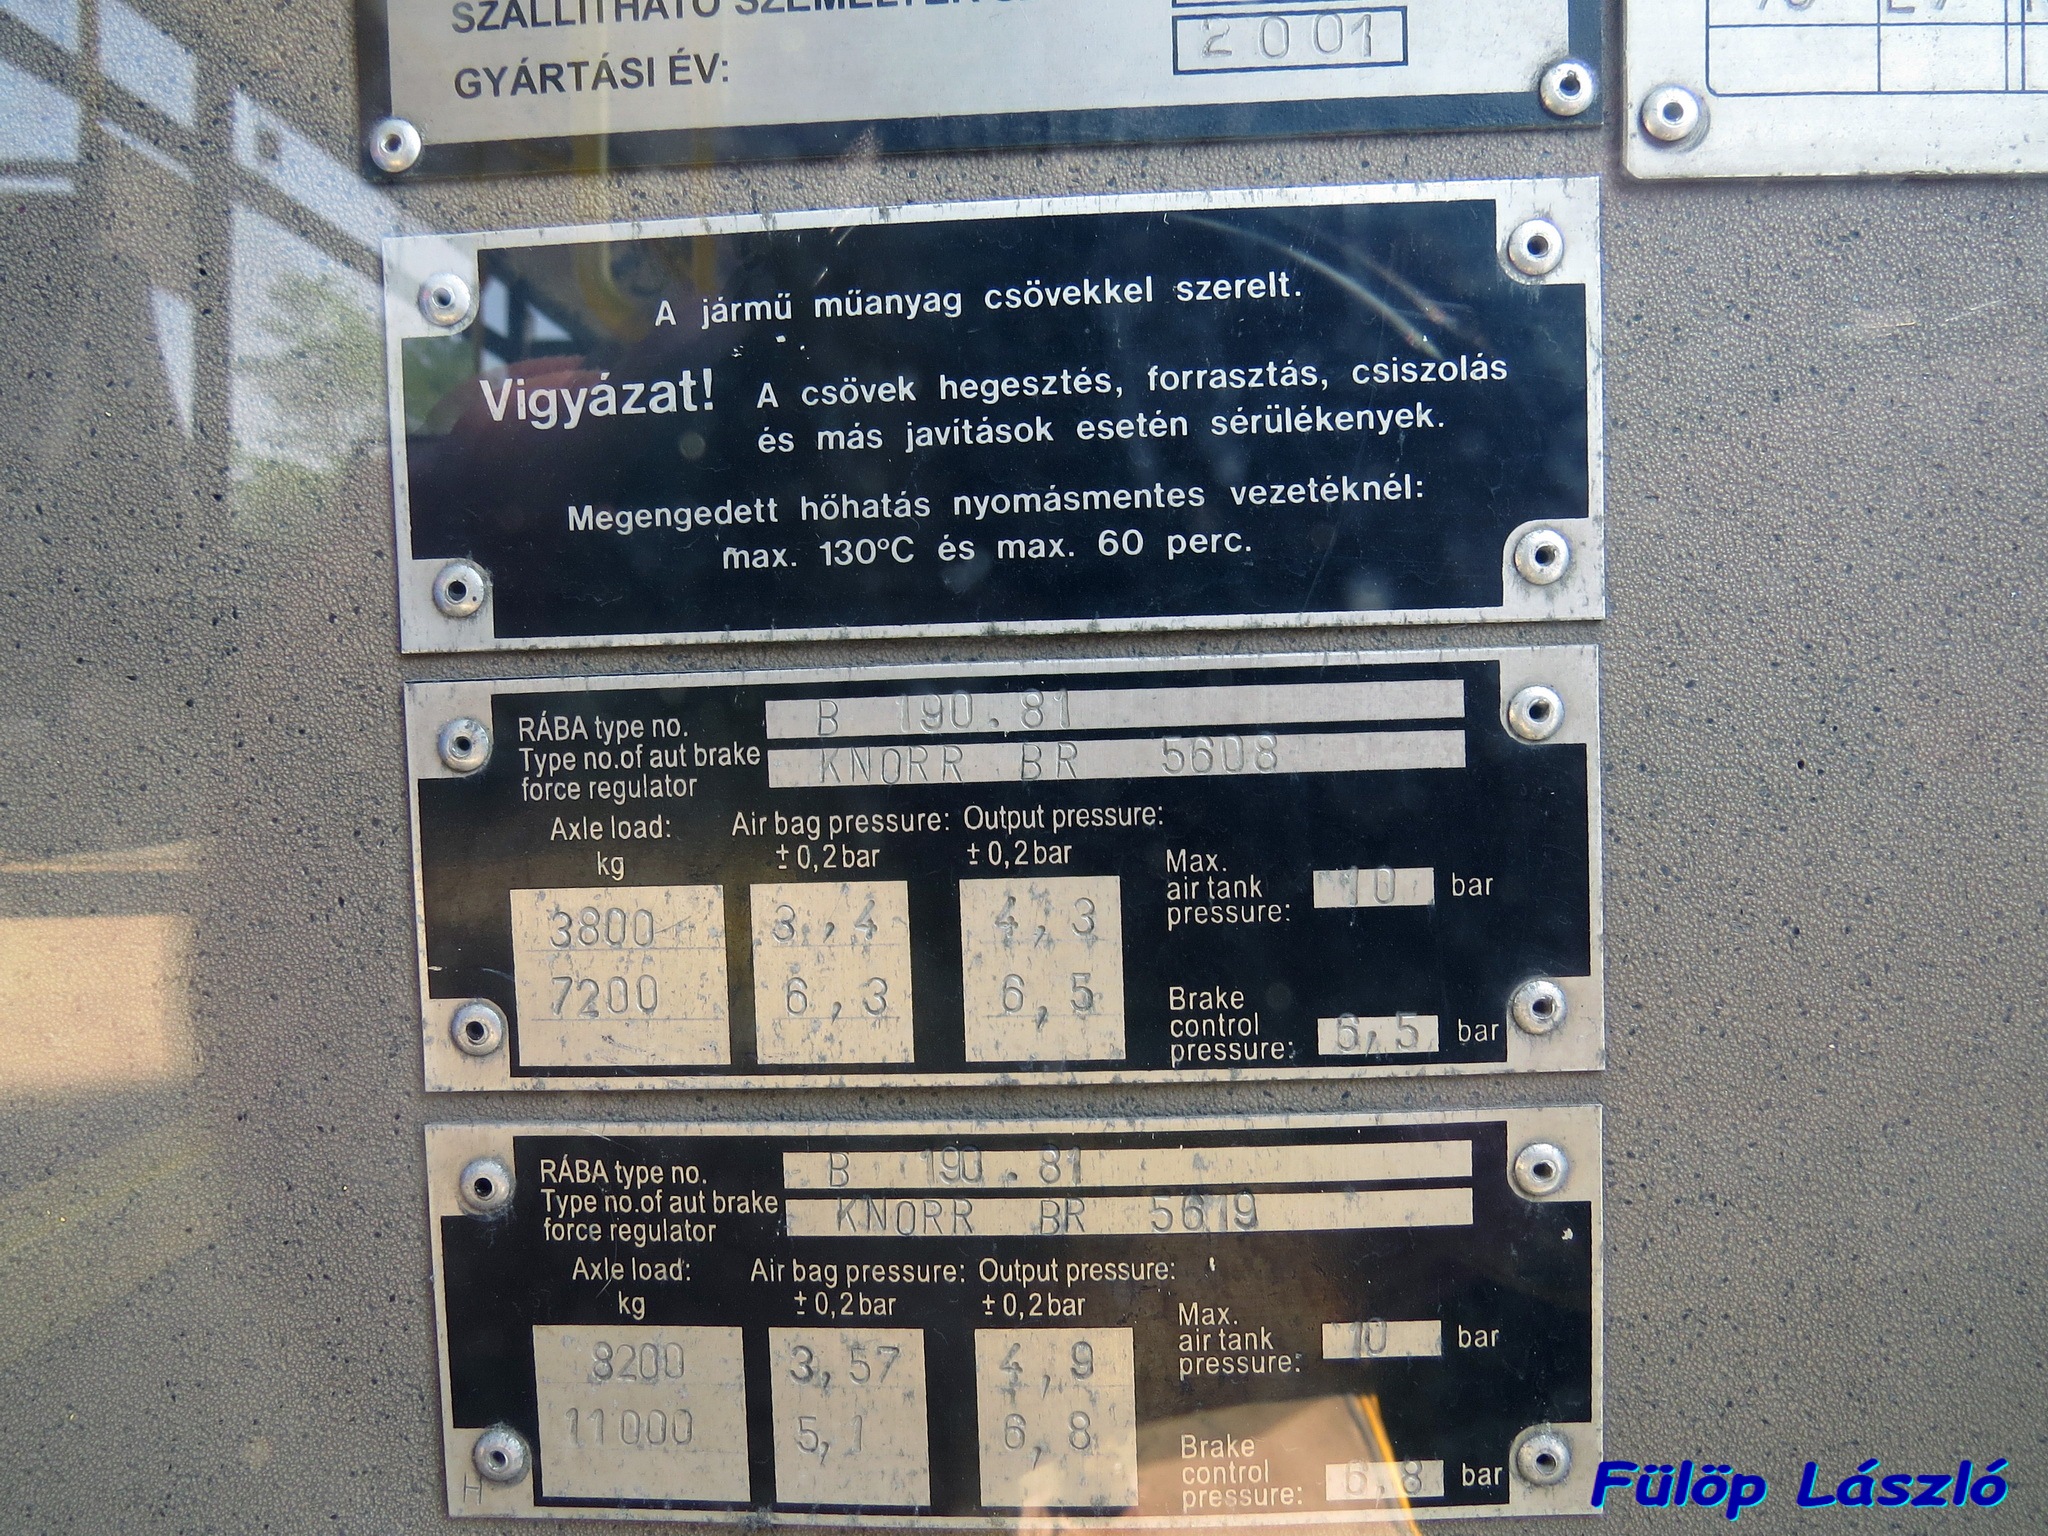 GYÁRTÁSI ÉV: 2001
A jármű műanyag csövekkel szerelt.
Vigyázat! A csövek hegesztés, forrasztás, csiszolás
és más javítások esetén sérülékenyek.
Megengedett hőhatás nyomásmentes vezetéknél:
max. 130°C és max. 60 perc.
RÁBA type no. B 190.81
Type no. of aut brake KNORR BR 5608
force regulator
Axle load: Air bag pressure: Output pressure:
kg ± 0,2 bar ± 0,2 bar
Max.
air tank 10 bar
pressure:
3800 3,4 4,3
7200 6,3 6,5
Brake
control 6,5 bar
pressure:
RÁBA type no. B 190.81
Type no. of aut brake KNORR BR 5619
force regulator
Axle load: Air bag pressure: Output pressure:
kg ± 0,2 bar ± 0,2 bar
Max.
air tank 10 bar
pressure:
8200 3,57 4,9
11000 5,1 6,8
Brake
control 6,8 bar
pressure:
H
Fülöp László